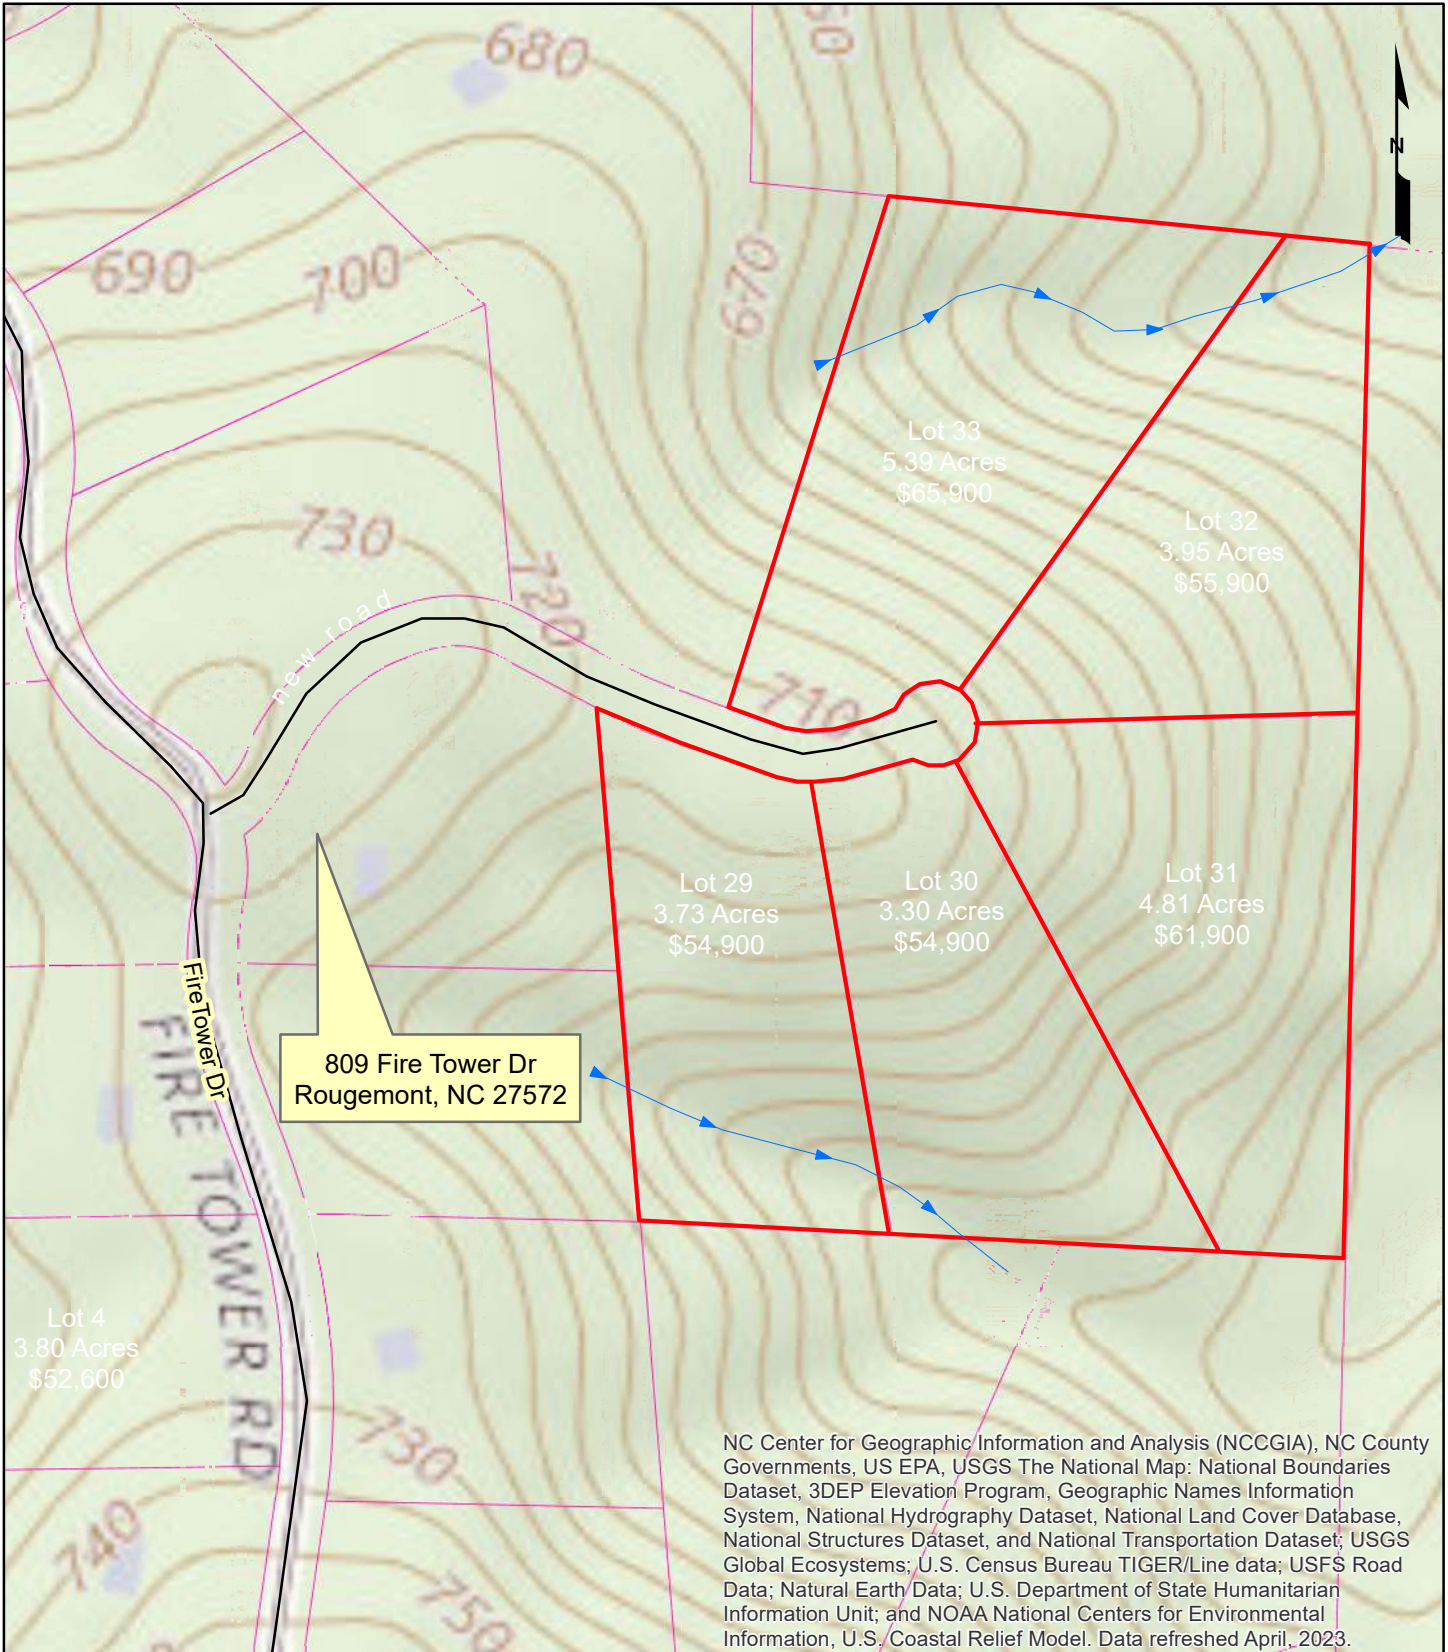 680
N
690
700
670
Lot 33
5.39 Acres
$65,900
Lot 32
3.95 Acres
$55,900
730
720
new road
710
Lot 29
3.73 Acres
$54,900
Lot 30
3.30 Acres
$54,900
Lot 31
4.81 Acres
$61,900
FireTower Dr
FIRE TOWER RD
809 Fire Tower Dr
Rougemont, NC 27572
Lot 4
3.80 Acres
$52,600
730
740
750
NC Center for Geographic Information and Analysis (NCCGIA), NC County
Governments, US EPA, USGS The National Map: National Boundaries
Dataset, 3DEP Elevation Program, Geographic Names Information
System, National Hydrography Dataset, National Land Cover Database,
National Structures Dataset, and National Transportation Dataset; USGS
Global Ecosystems; U.S. Census Bureau TIGER/Line data; USFS Road
Data; Natural Earth Data; U.S. Department of State Humanitarian
Information Unit; and NOAA National Centers for Environmental
Information, U.S. Coastal Relief Model. Data refreshed April, 2023.